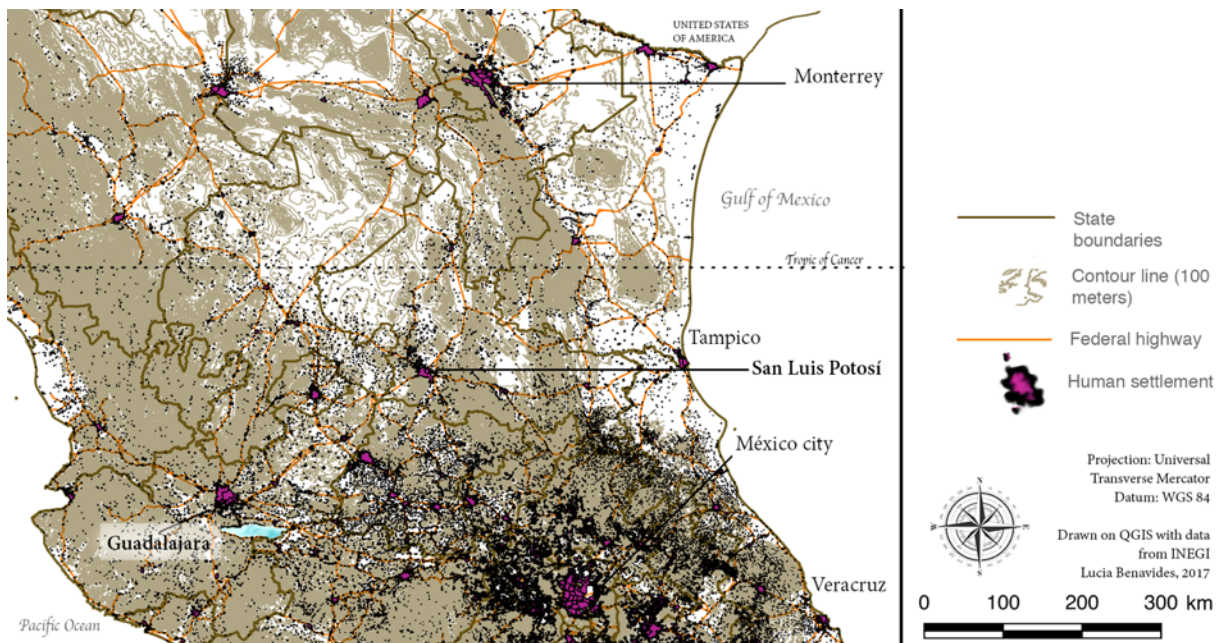 UNITED STATES
OF AMERICA
Monterrey
Gulf of Mexico
Tropic of Cancer
Tampico
San Luis Potosí
México city
Guadalajara
Veracruz
Pacific Ocean
State
boundaries
Contour line (100
meters)
Federal highway
Human settlement
Projection: Universal
Transverse Mercator
Datum: WGS 84
N
W
E
S
Drawn on QGIS with data
from INEGI
Lucia Benavides, 2017
0 100 200 300 km